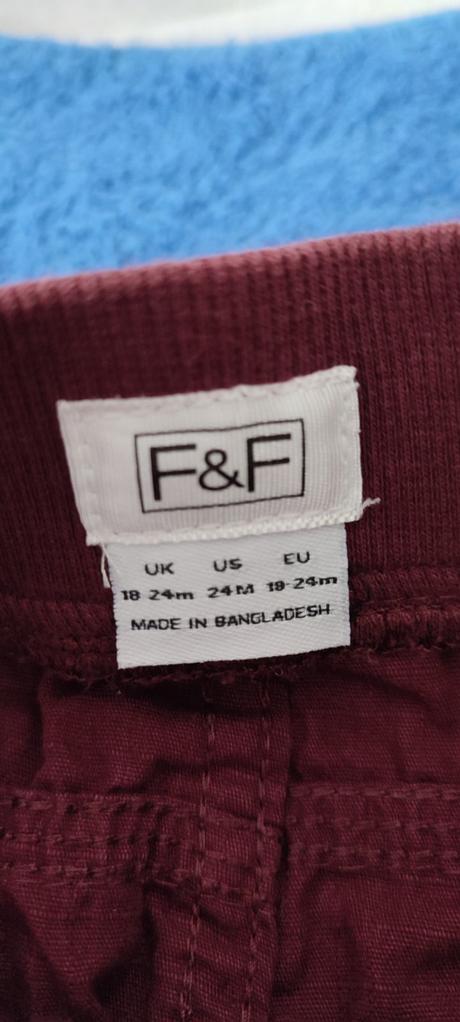 F&F
UK US EU
18-24m 24M 18-24m
MADE IN BANGLADESH